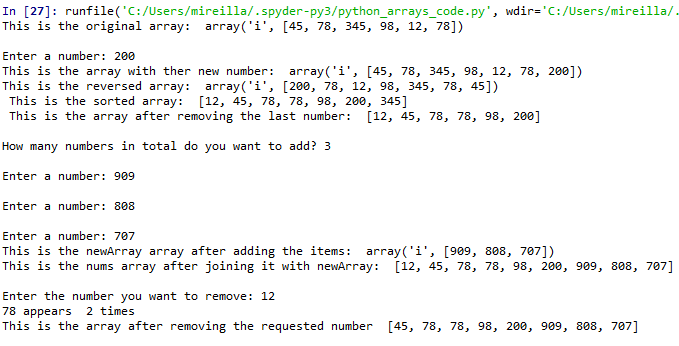 In [27]: runfile('C:/Users/mireilla/.spyder-py3/python_arrays_code.py', wdir='C:/Users/mireilla/.
This is the original array:  array('i', [45, 78, 345, 98, 12, 78])
Enter a number: 200
This is the array with ther new number:  array('i', [45, 78, 345, 98, 12, 78, 200])
This is the reversed array:  array('i', [200, 78, 12, 98, 345, 78, 45])
 This is the sorted array:  [12, 45, 78, 78, 98, 200, 345]
 This is the array after removing the last number:  [12, 45, 78, 78, 98, 200]
How many numbers in total do you want to add? 3
Enter a number: 909
Enter a number: 808
Enter a number: 707
This is the newArray array after adding the items:  array('i', [909, 808, 707])
This is the nums array after joining it with newArray:  [12, 45, 78, 78, 98, 200, 909, 808, 707]
Enter the number you want to remove: 12
78 appears  2 times
This is the array after removing the requested number  [45, 78, 78, 98, 200, 909, 808, 707]